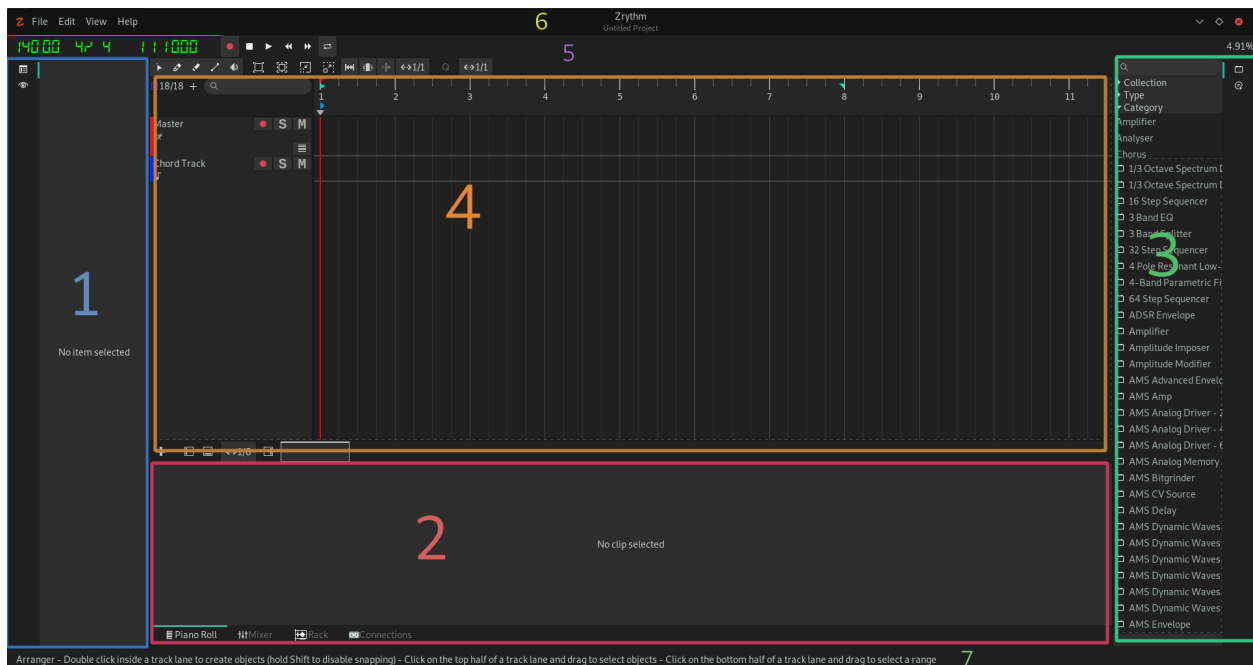 File Edit View Help
6
Zrythm
Untitled Project
14000 4/ 4 1 1 1000
5
4.91%
↔1/1 Q ↔1/1
18/18 +
1 2 3 4 5 6 7 8 9 10 11
Master S M
Chord Track S M
4
↔1/8
1
No item selected
2
No clip selected
Piano Roll Mixer Rack Connections
Collection
Type
Category
Amplifier
Analyser
Chorus
1/3 Octave Spectrum
1/3 Octave Spectrum
16 Step Sequencer
3 Band EQ
3 Band Splitter
32 Step Sequencer
3
4 Pole Resonant Low-
4-Band Parametric Fi
64 Step Sequencer
ADSR Envelope
Amplifier
Amplitude Imposer
Amplitude Modifier
AMS Advanced Envelo
AMS Amp
AMS Analog Driver - 2
AMS Analog Driver - 4
AMS Analog Driver - 6
AMS Analog Memory
AMS Bitgrinder
AMS CV Source
AMS Delay
AMS Dynamic Waves
AMS Dynamic Waves
AMS Dynamic Waves
AMS Dynamic Waves
AMS Dynamic Waves
AMS Dynamic Waves
AMS Envelope
Arranger - Double click inside a track lane to create objects (hold Shift to disable snapping) - Click on the top half of a track lane and drag to select objects - Click on the bottom half of a track lane and drag to select a range
7